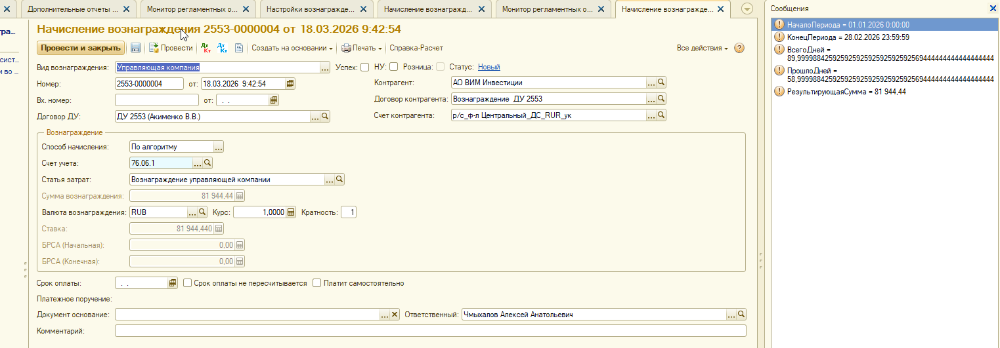 Дополнительные отчеты ...
Монитор регламентных о...
Настройки вознагражде...
Начисление вознагражд...
Монитор регламентных о...
Начисление вознагражде...
Сообщения
гра...
сист...
и во ...
Начисление вознаграждения 2553-0000004 от 18.03.2026 9:42:54
Провести и закрыть Провести Дт Кт Дт Кт Создать на основании Печать Справка-Расчет Все действия
Вид вознаграждения: Управляющая компания ... Успех: НУ: Розница: Статус: Новый
Номер: 2553-0000004 от: 18.03.2026 9:42:54 Контрагент: АО ВИМ Инвестиции ...
Вх. номер: от: . . Договор контрагента: Вознаграждение ДУ 2553 ...
Договор ДУ: ДУ 2553 (Акименко В.В.) ... Счет контрагента: р/с_ф-л Центральный_ДС_RUR_ук ...
Вознаграждение
Способ начисления: По алгоритму ...
Счет учета: 76.06.1 ...
Статья затрат: Вознаграждение управляющей компании ...
Сумма вознаграждения: 81 944,44
Валюта вознаграждения: RUB ... Курс: 1,0000 Кратность: 1
Ставка: 81 944,440
БРСА (Начальная): 0,00
БРСА (Конечная): 0,00
Срок оплаты: . . Срок оплаты не пересчитывается Платит самостоятельно
Платежное поручение:
Документ основание: ... Ответственный: Чмыхалов Алексей Анатольевич ...
Комментарий:
НачалоПериода = 01.01.2026 0:00:00
КонецПериода = 28.02.2026 23:59:59
ВсегоДней =
89,9999884259259259259259259256944444444444444444
ПрошлоДней =
58,9999884259259259259259259256944444444444444444
РезультирующаяСумма = 81 944,44